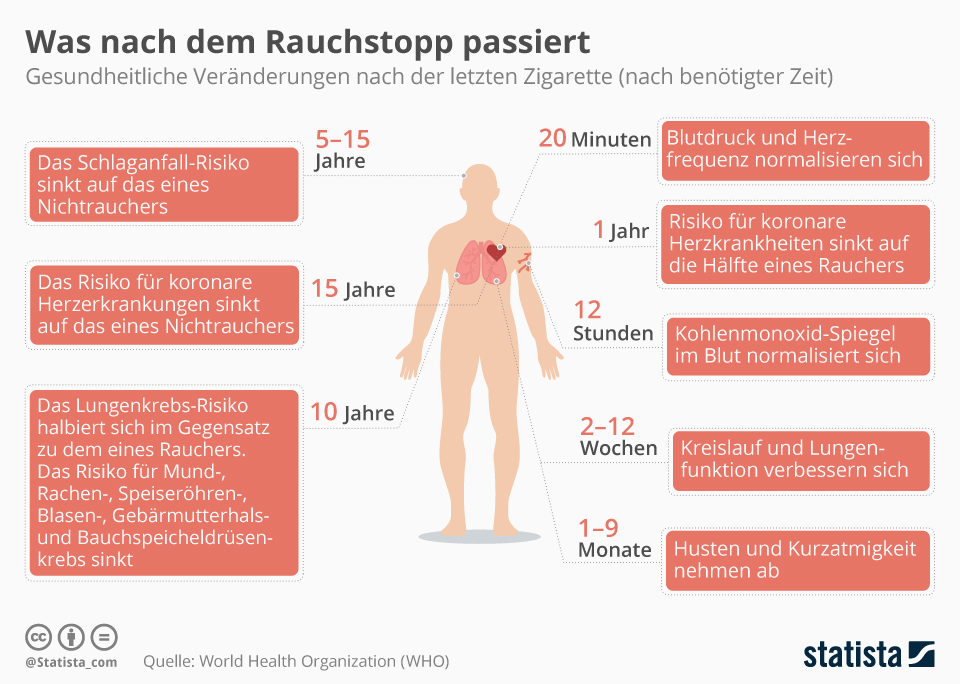 Was nach dem Rauchstopp passiert
Gesundheitliche Veränderungen nach der letzten Zigarette (nach benötigter Zeit)
5–15
Jahre
Das Schlaganfall-Risiko
sinkt auf das eines
Nichtrauchers
15 Jahre
Das Risiko für koronare
Herzerkrankungen sinkt
auf das eines Nichtrauchers
10 Jahre
Das Lungenkrebs-Risiko
halbiert sich im Gegensatz
zu dem eines Rauchers.
Das Risiko für Mund-,
Rachen-, Speiseröhren-,
Blasen-, Gebärmutterhals-
und Bauchspeicheldrüsen-
krebs sinkt
20 Minuten
Blutdruck und Herz-
frequenz normalisieren sich
1 Jahr
Risiko für koronare
Herzkrankheiten sinkt auf
die Hälfte eines Rauchers
12
Stunden
Kohlenmonoxid-Spiegel
im Blut normalisiert sich
2–12
Wochen
Kreislauf und Lungen-
funktion verbessern sich
1–9
Monate
Husten und Kurzatmigkeit
nehmen ab
cc
@Statista_com
Quelle: World Health Organization (WHO)
statista